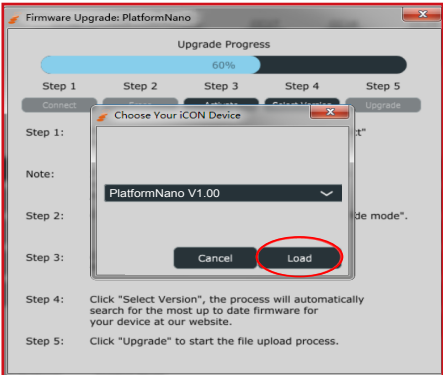 Firmware Upgrade: PlatformNano
Upgrade Progress
60%
Step 1 Step 2 Step 3 Step 4 Step 5
Connect Activate Select Version Upgrade
Choose Your iCON Device
Step 1: t"
Note:
PlatformNano V1.00
Step 2: de mode".
Step 3:
Cancel Load
Step 4: Click "Select Version", the process will automatically
search for the most up to date firmware for
your device at our website.
Step 5: Click "Upgrade" to start the file upload process.